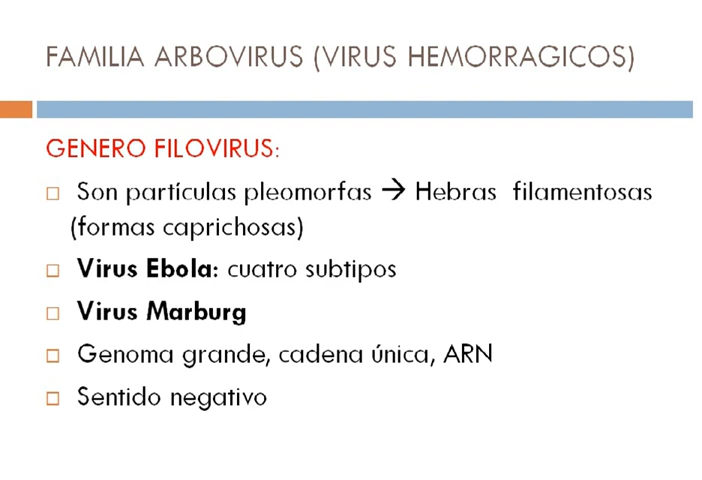 FAMILIA ARBOVIRUS (VIRUS HEMORRAGICOS)
GENERO FILOVIRUS:
Son partículas pleomorfas → Hebras filamentosas
(formas caprichosas)
Virus Ebola: cuatro subtipos
Virus Marburg
Genoma grande, cadena única, ARN
Sentido negativo